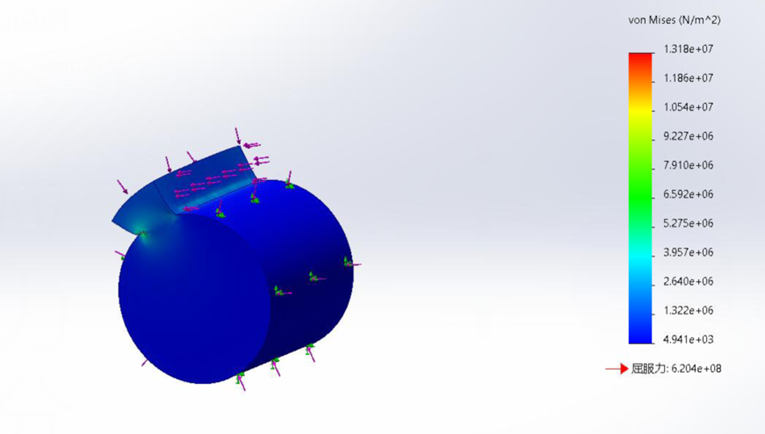 von Mises (N/m^2)
1.318e+07
1.186e+07
1.054e+07
9.227e+06
7.910e+06
6.592e+06
5.275e+06
3.957e+06
2.640e+06
1.322e+06
4.941e+03
屈服力: 6.204e+08